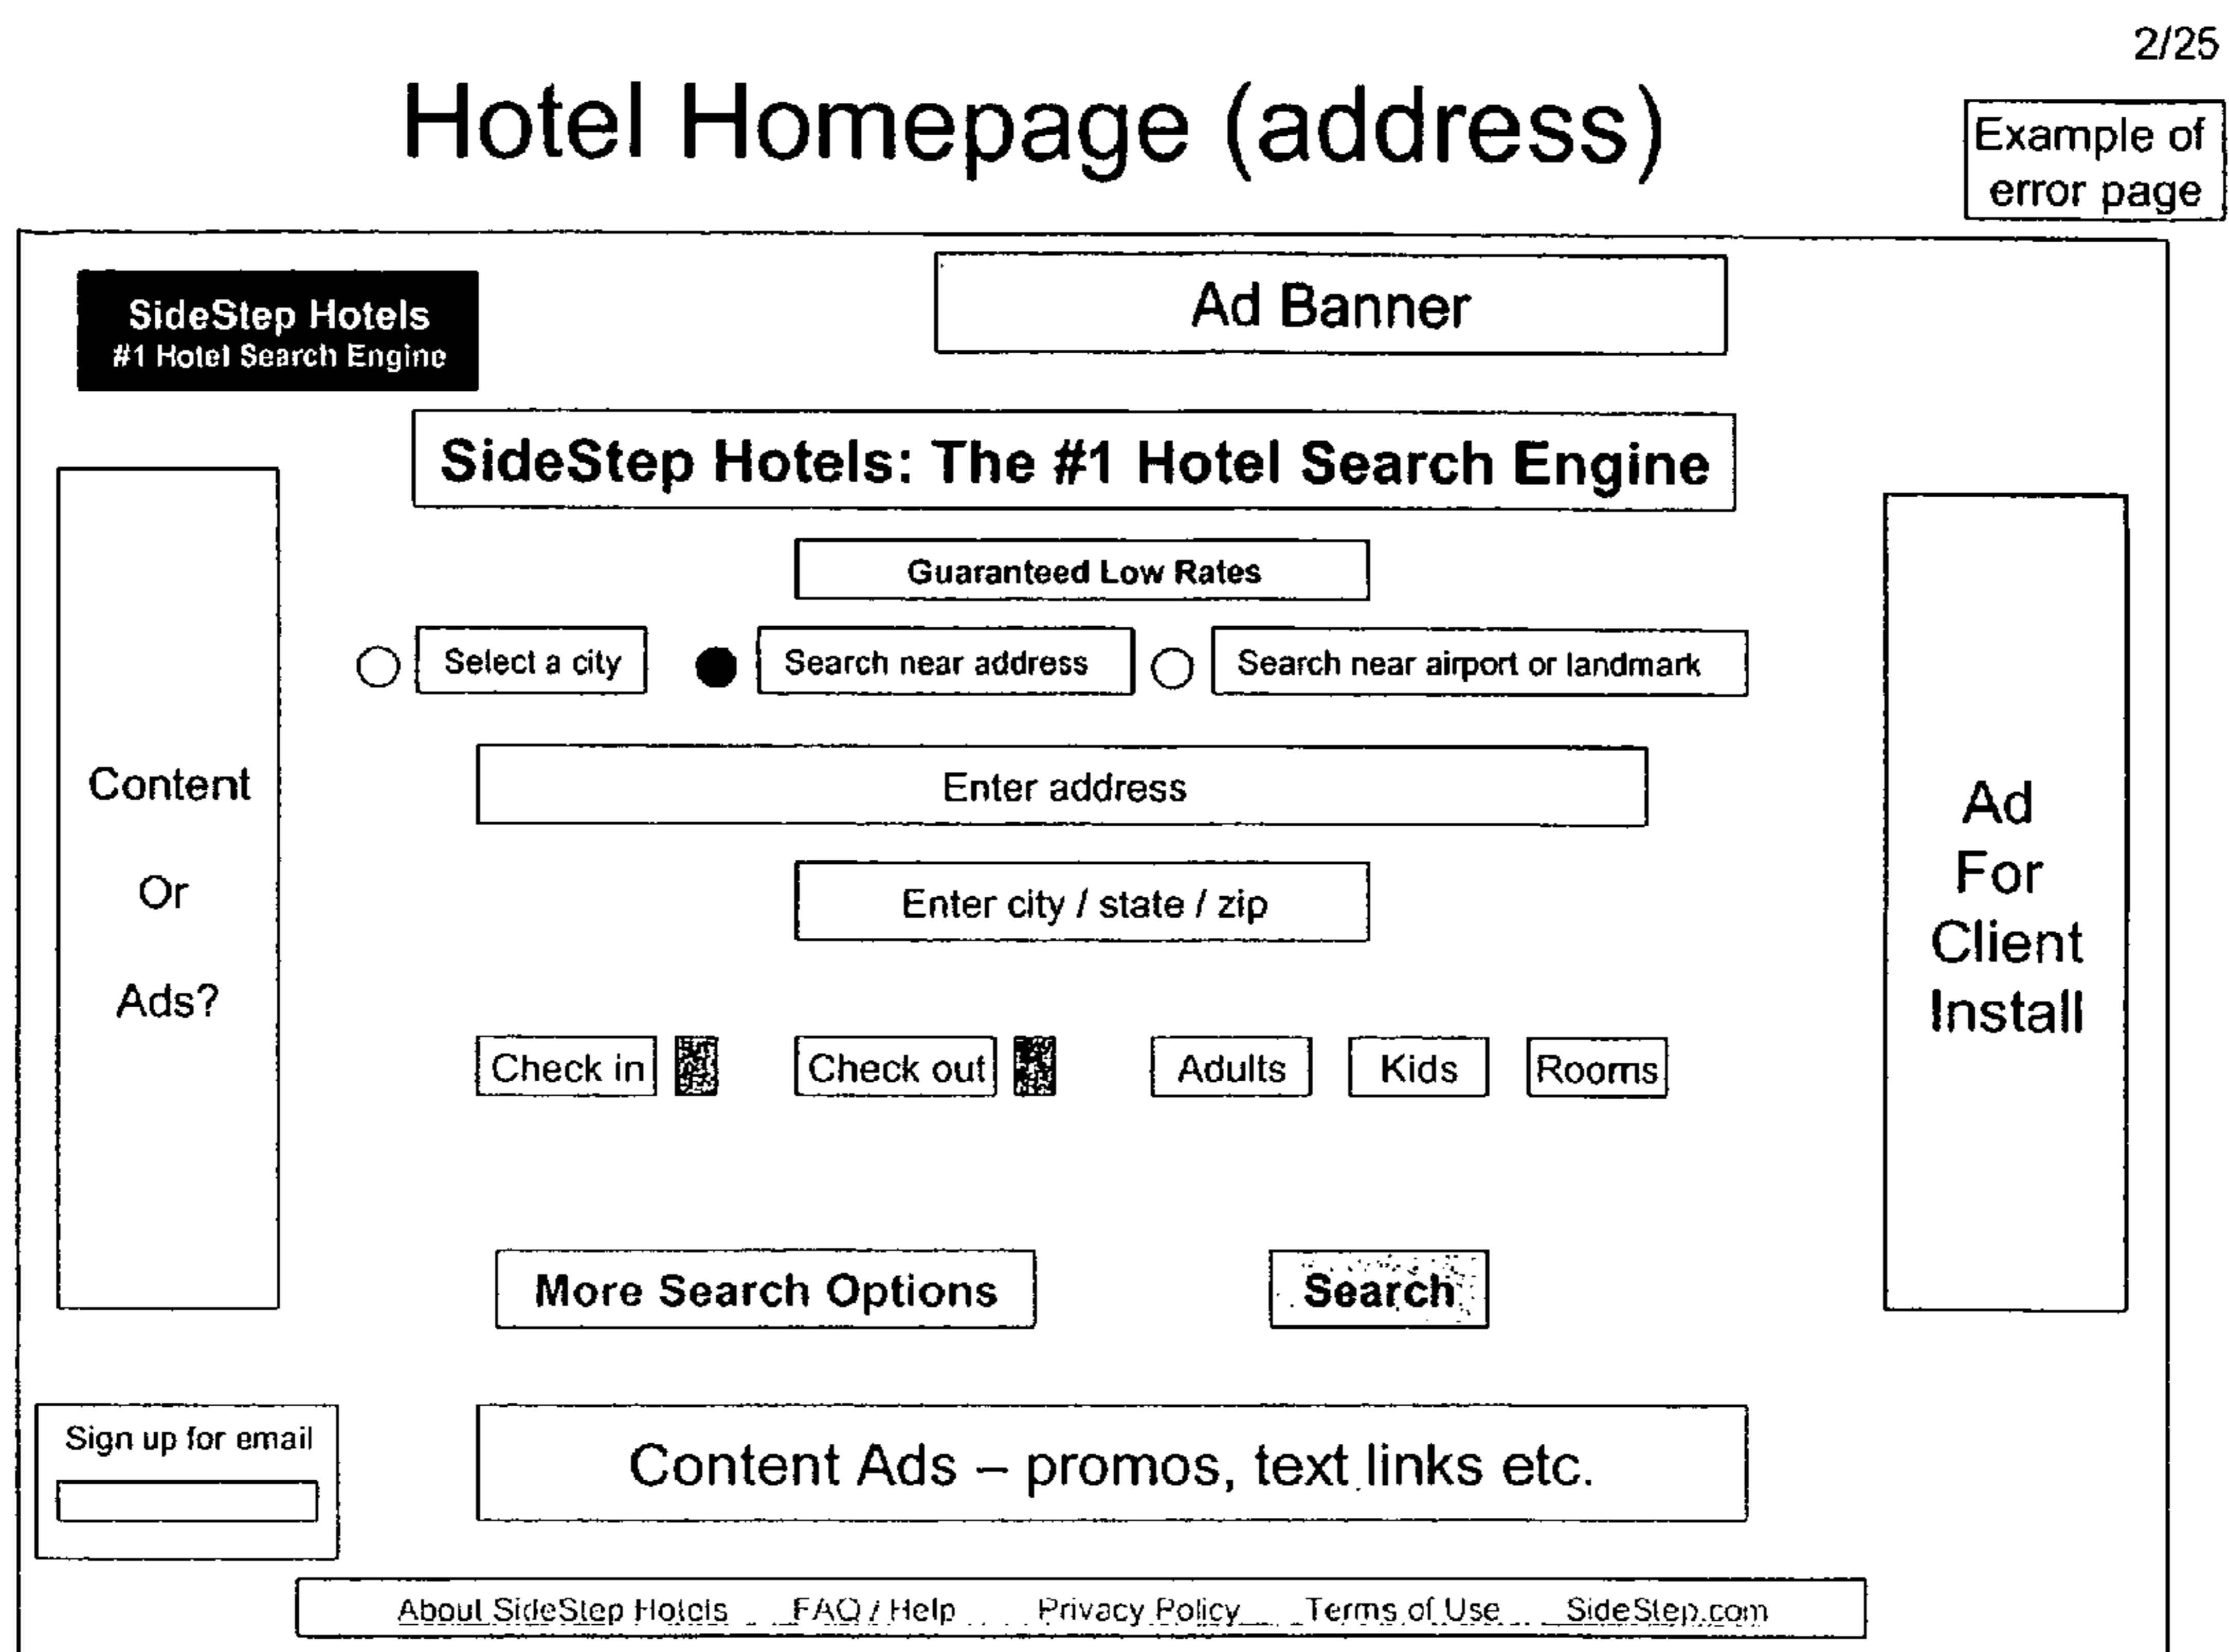 2/25
Hotel Homepage (address)
Example of
error page
SideStep Hotels
#1 Hotel Search Engine
Ad Banner
SideStep Hotels: The #1 Hotel Search Engine
Guaranteed Low Rates
Select a city
Search near address
Search near airport or landmark
Content
Or
Ads?
Enter address
Enter city / state / zip
Ad
For
Client
Install
Check in
Check out
Adults
Kids
Rooms
More Search Options
Search
Sign up for email
Content Ads – promos, text links etc.
About SideStep Hotels FAQ / Help Privacy Policy Terms of Use SideStep.com